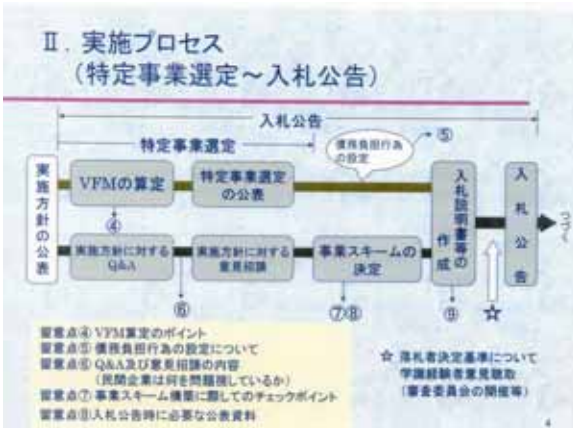 Ⅱ. 実施プロセス
(特定事業選定～入札公告)
入札公告
特定事業選定
債務負担行為
の設定
⑤
実施方針の公表
VFMの算定
特定事業選定
の公表
④
実施方針に対する
Q&A
実施方針に対する
意見招請
事業スキームの
決定
入札説明書等の
作成
入札公告
つづく
⑥
⑦⑧
⑨
☆
留意点④ VFM算定のポイント
留意点⑤ 債務負担行為の設定について
留意点⑥ Q&A及び意見招請の内容
(民間企業は何を問題視しているか)
留意点⑦ 事業スキーム構築に際してのチェックポイント
留意点⑧ 入札公告時に必要な公表資料
☆ 落札者決定基準について
学識経験者意見聴取
(審査委員会の開催等)
4